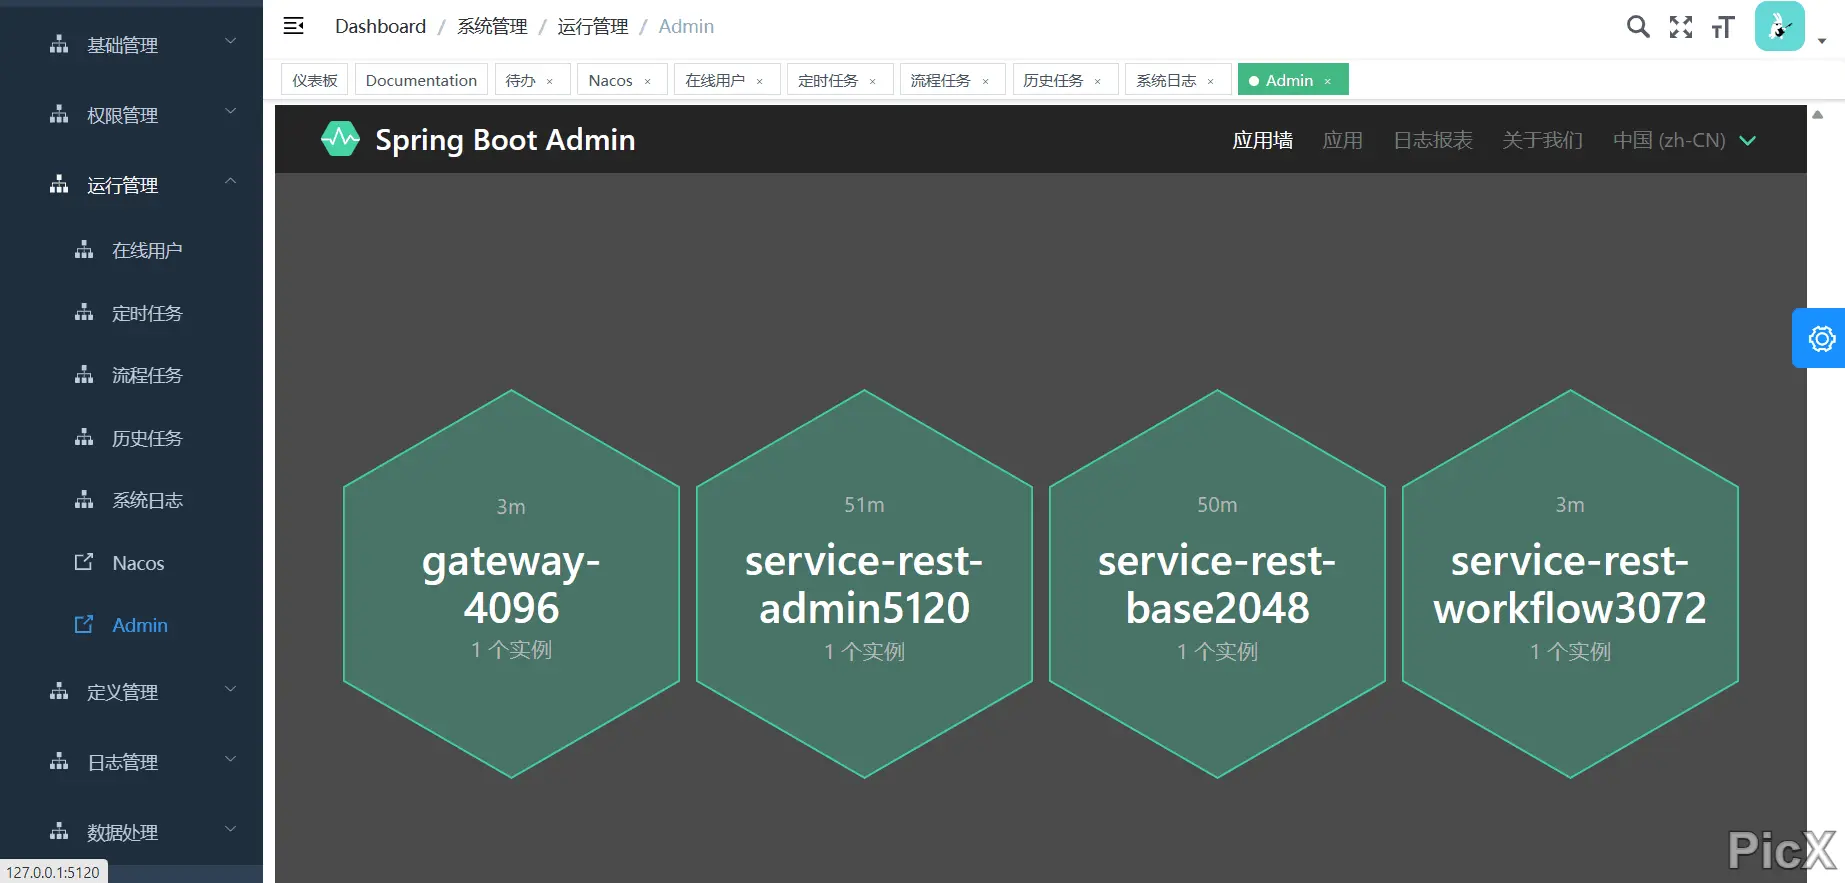 基础管理
权限管理
运行管理
在线用户
定时任务
流程任务
历史任务
系统日志
Nacos
Admin
定义管理
日志管理
数据处理
127.0.0.1:5120
Dashboard / 系统管理 / 运行管理 / Admin
仪表板 Documentation 待办 × Nacos × 在线用户 × 定时任务 × 流程任务 × 历史任务 × 系统日志 × Admin ×
Spring Boot Admin 应用墙 应用 日志报表 关于我们 中国 (zh-CN)
3m
gateway-
4096
1 个实例
51m
service-rest-
admin5120
1 个实例
50m
service-rest-
base2048
1 个实例
3m
service-rest-
workflow3072
1 个实例
PicX